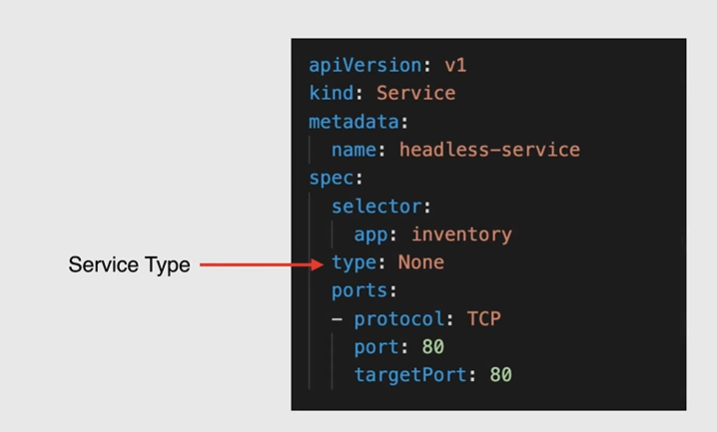 apiVersion: v1
kind: Service
metadata:
  name: headless-service
spec:
  selector:
    app: inventory
Service Type
  type: None
  ports:
  - protocol: TCP
    port: 80
    targetPort: 80